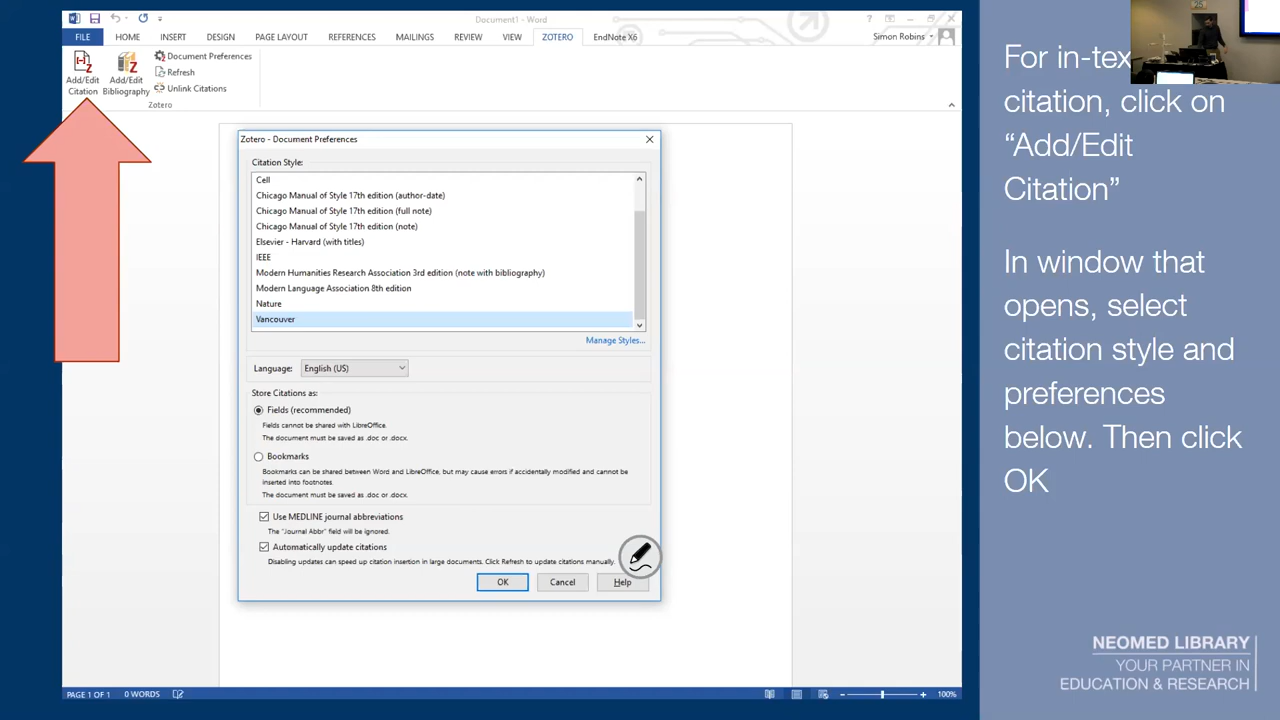 Document1 - Word
?
FILE HOME INSERT DESIGN PAGE LAYOUT REFERENCES MAILINGS REVIEW VIEW ZOTERO EndNote X6
Simon Robins
Add/Edit
Citation
Add/Edit
Bibliography
Document Preferences
Refresh
Unlink Citations
Zotero
Zotero - Document Preferences
Citation Style:
Cell
Chicago Manual of Style 17th edition (author-date)
Chicago Manual of Style 17th edition (full note)
Chicago Manual of Style 17th edition (note)
Elsevier - Harvard (with titles)
IEEE
Modern Humanities Research Association 3rd edition (note with bibliography)
Modern Language Association 8th edition
Nature
Vancouver
Manage Styles...
Language: English (US)
Store Citations as:
Fields (recommended)
Fields cannot be shared with LibreOffice.
The document must be saved as .doc or .docx.
Bookmarks
Bookmarks can be shared between Word and LibreOffice, but may cause errors if accidentally modified and cannot be
inserted into footnotes.
The document must be saved as .doc or .docx.
Use MEDLINE journal abbreviations
The "Journal Abbr" field will be ignored.
Automatically update citations
Disabling updates can speed up citation insertion in large documents. Click Refresh to update citations manually.
OK Cancel Help
PAGE 1 OF 1 0 WORDS
100%
For in-tex
citation, click on
“Add/Edit
Citation”
In window that
opens, select
citation style and
preferences
below. Then click
OK
NEOMED LIBRARY
YOUR PARTNER IN
EDUCATION & RESEARCH